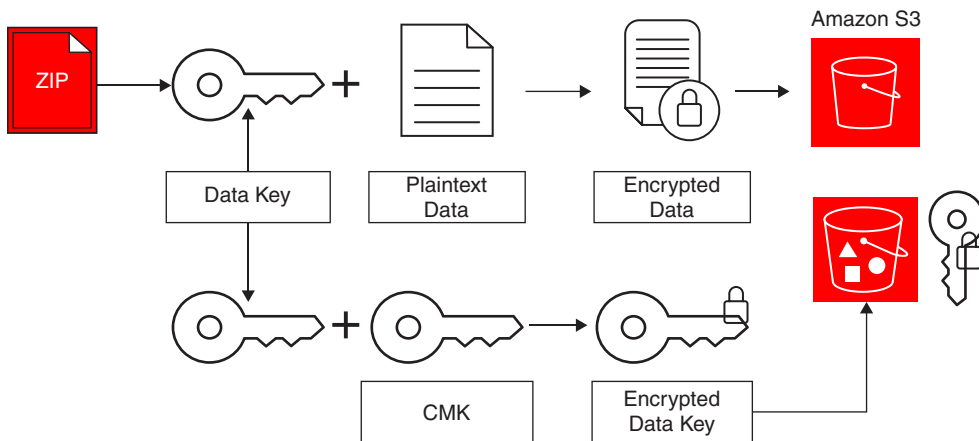 Amazon S3
ZIP
Data Key
Plaintext
Data
Encrypted
Data
CMK
Encrypted
Data Key